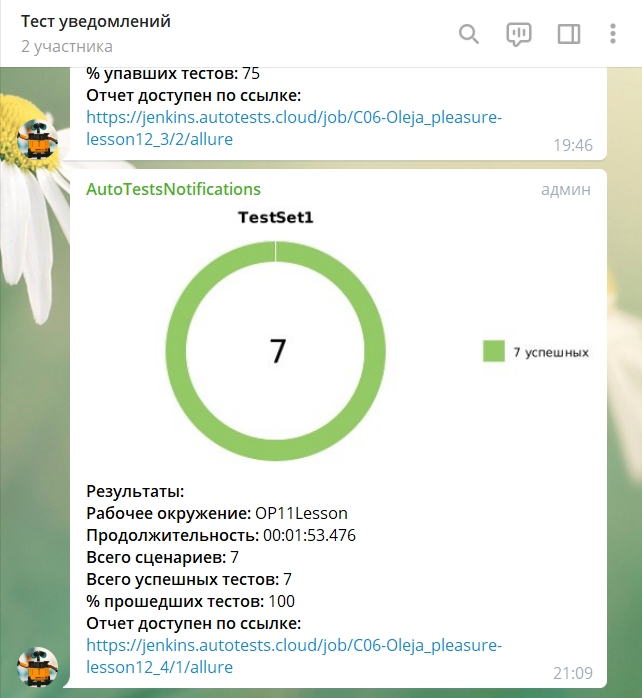 Тест уведомлений
2 участника
% упавших тестов: 75
Отчет доступен по ссылке:
https://jenkins.autotests.cloud/job/C06-Oleja_pleasure-
lesson12_3/2/allure
19:46
AutoTestsNotifications
админ
TestSet1
7
7 успешных
Результаты:
Рабочее окружение: OP11Lesson
Продолжительность: 00:01:53.476
Всего сценариев: 7
Всего успешных тестов: 7
% прошедших тестов: 100
Отчет доступен по ссылке:
https://jenkins.autotests.cloud/job/C06-Oleja_pleasure-
lesson12_4/1/allure
21:09